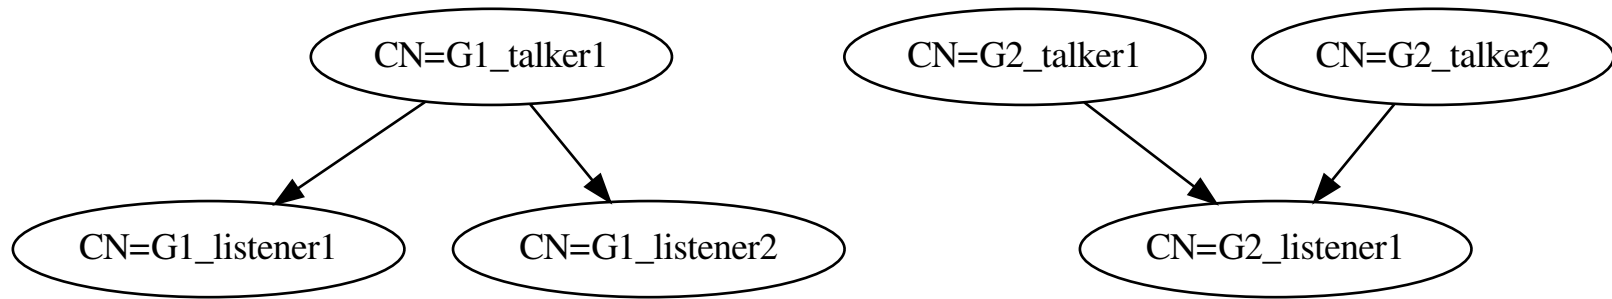 CN=G1_talker1
CN=G2_talker1
CN=G2_talker2
CN=G1_listener1
CN=G1_listener2
CN=G2_listener1